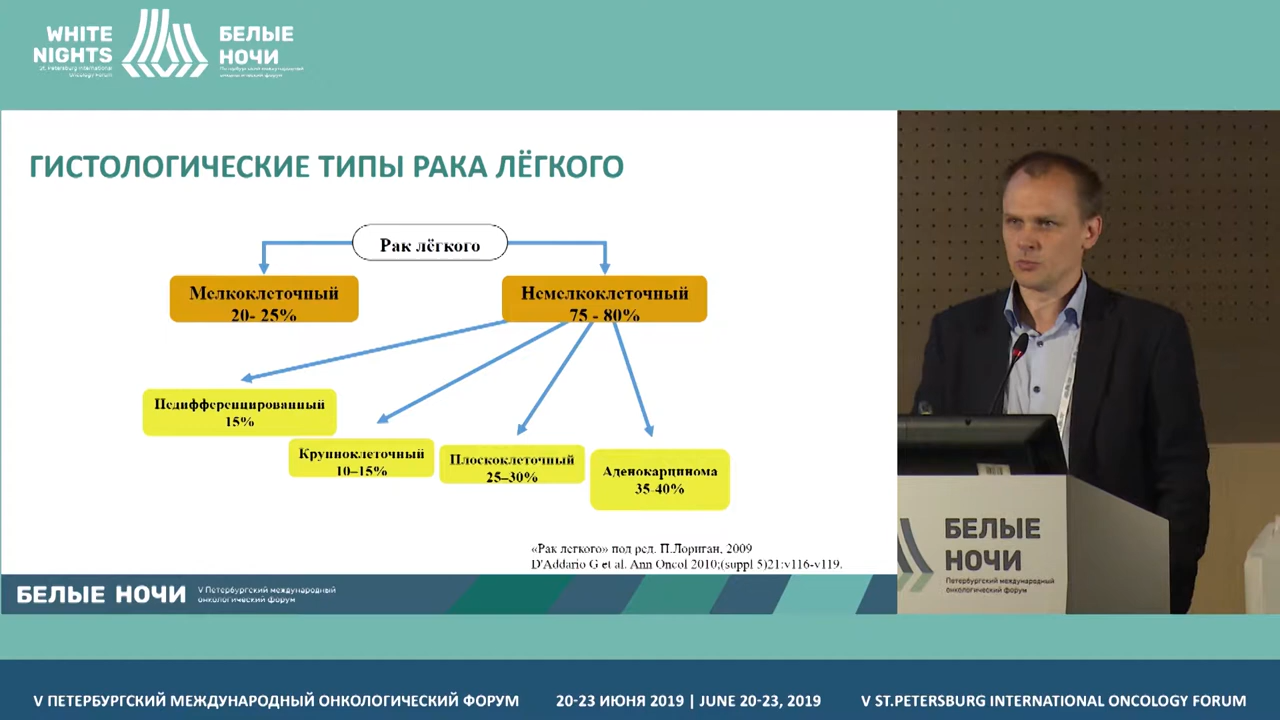 WHITE
NIGHTS
St. Petersburg International
Oncology Forum
БЕЛЫЕ
НОЧИ
Петербургский международный
онкологический форум
ГИСТОЛОГИЧЕСКИЕ ТИПЫ РАКА ЛЁГКОГО
Рак лёгкого
Мелкоклеточный
20- 25%
Немелкоклеточный
75 - 80%
Недифференцированный
15%
Крупноклеточный
10–15%
Плоскоклеточный
25–30%
Аденокарцинома
35-40%
«Рак легкого» под ред. П.Лориган, 2009
D'Addario G et al. Ann Oncol 2010;(suppl 5)21:v116-v119.
БЕЛЫЕ НОЧИ
V Петербургский международный
онкологический форум
БЕЛЫЕ
НОЧИ
Петербургский международный
онкологический форум
V ПЕТЕРБУРГСКИЙ МЕЖДУНАРОДНЫЙ ОНКОЛОГИЧЕСКИЙ ФОРУМ
20-23 ИЮНЯ 2019 | JUNE 20-23, 2019
V ST.PETERSBURG INTERNATIONAL ONCOLOGY FORUM